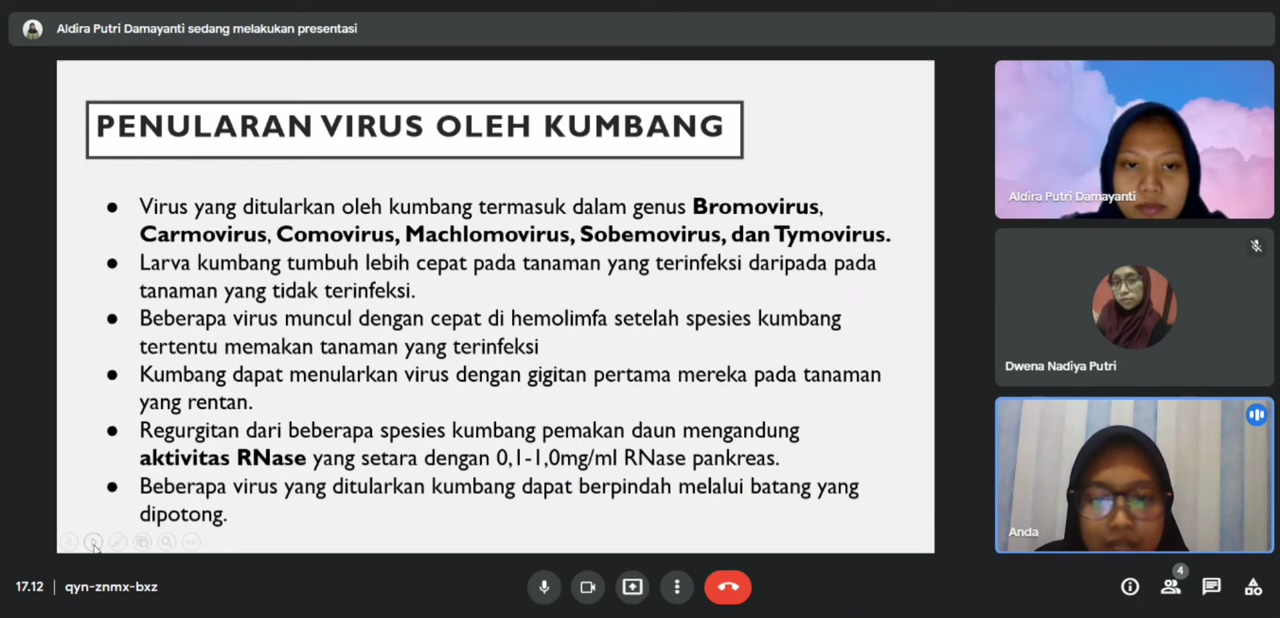 Aldira Putri Damayanti sedang melakukan presentasi
PENULARAN VIRUS OLEH KUMBANG
● Virus yang ditularkan oleh kumbang termasuk dalam genus Bromovirus,
Carmovirus, Comovirus, Machlomovirus, Sobemovirus, dan Tymovirus.
● Larva kumbang tumbuh lebih cepat pada tanaman yang terinfeksi daripada pada
tanaman yang tidak terinfeksi.
● Beberapa virus muncul dengan cepat di hemolimfa setelah spesies kumbang
tertentu memakan tanaman yang terinfeksi
● Kumbang dapat menularkan virus dengan gigitan pertama mereka pada tanaman
yang rentan.
● Regurgitan dari beberapa spesies kumbang pemakan daun mengandung
aktivitas RNase yang setara dengan 0,1-1,0mg/ml RNase pankreas.
● Beberapa virus yang ditularkan kumbang dapat berpindah melalui batang yang
dipotong.
Aldira Putri Damayanti
Dwena Nadiya Putri
Anda
17.12 | qyn-znmx-bxz
4